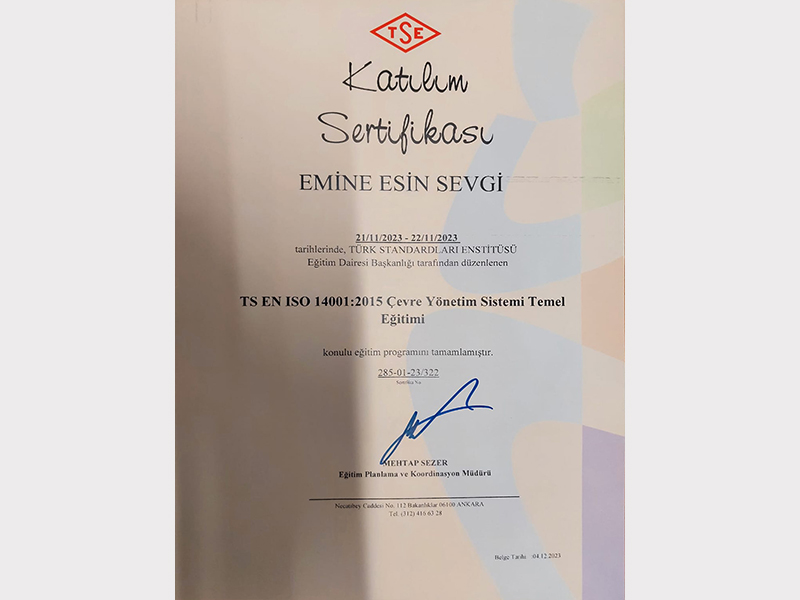 TSE
Katılım
Sertifikası
EMİNE ESİN SEVGİ
21/11/2023 - 22/11/2023
tarihlerinde, TÜRK STANDARDLARI ENSTİTÜSÜ
Eğitim Dairesi Başkanlığı tarafından düzenlenen
TS EN ISO 14001:2015 Çevre Yönetim Sistemi Temel
Eğitimi
konulu eğitim programını tamamlamıştır.
285-01-23/322
Sertifika No
MEHTAP SEZER
Eğitim Planlama ve Koordinasyon Müdürü
Necatibey Caddesi No. 112 Bakanlıklar 06100 ANKARA
Tel. (312) 416 63 28
Belge Tarihi 04.12.2023